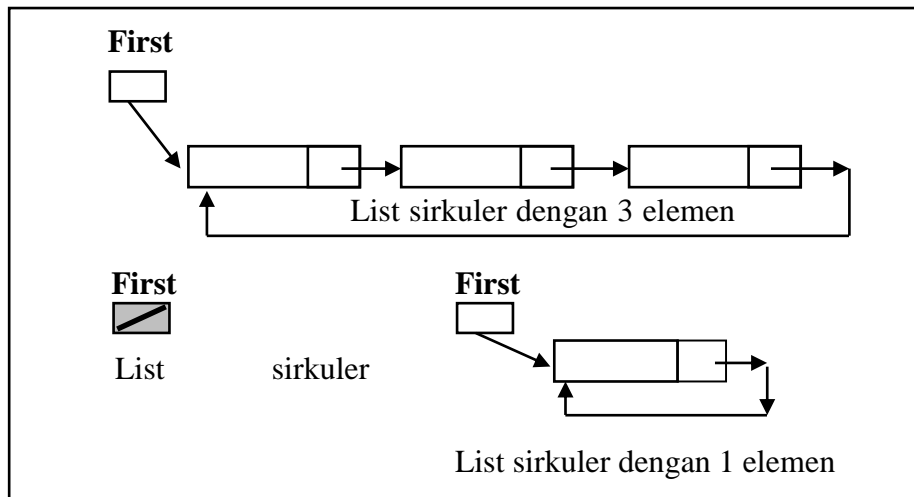 First
List sirkuler dengan 3 elemen
First
First
List sirkuler
List sirkuler dengan 1 elemen